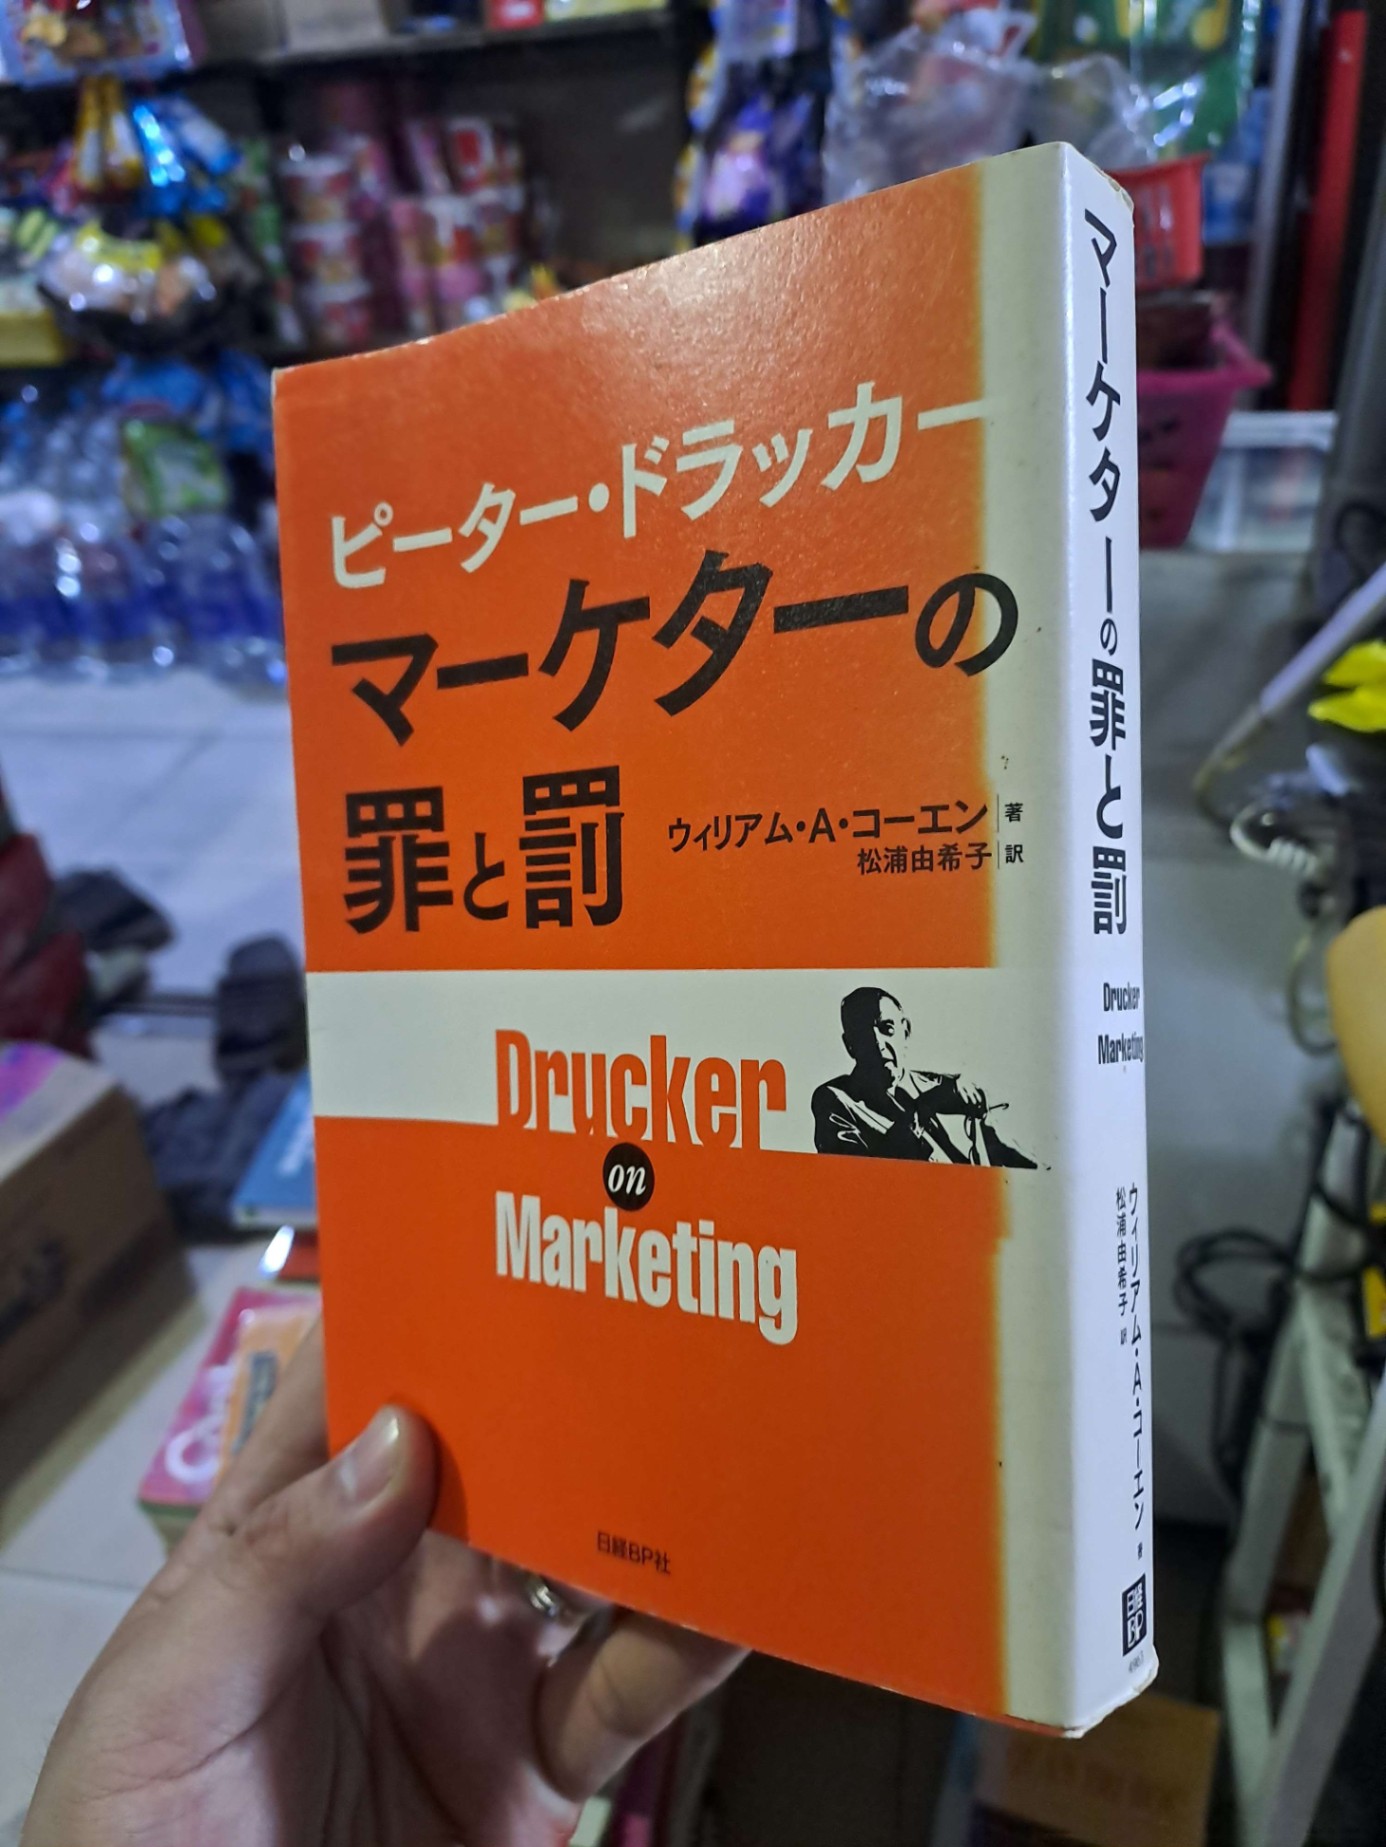 ピーター・ドラッカー
マーケターの
罪と罰
ウィリアム・A・コーエン 著
松浦由希子 訳
Drucker
on
Marketing
日経BP社
マーケターの罪と罰
Drucker
Marketing
ウィリアム・A・コーエン 著
松浦由希子 訳
日経
BP